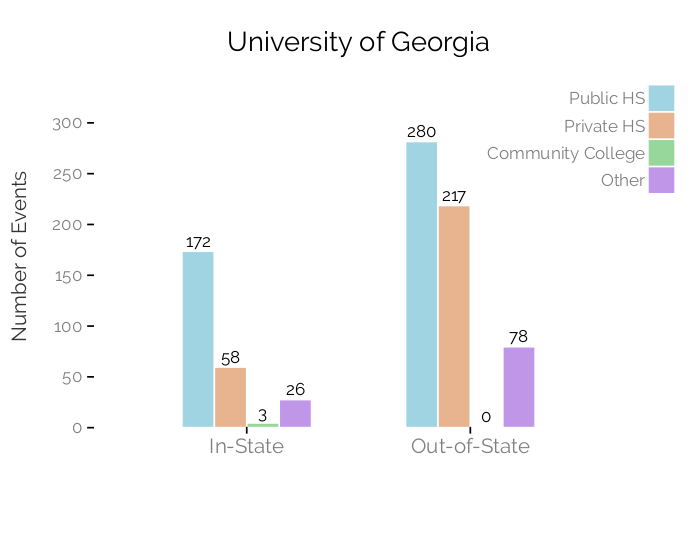 University of Georgia
Public HS
Private HS
Community College
Other
Number of Events
300
250
200
150
100
50
0
172
58
3
26
280
217
0
78
In-State
Out-of-State